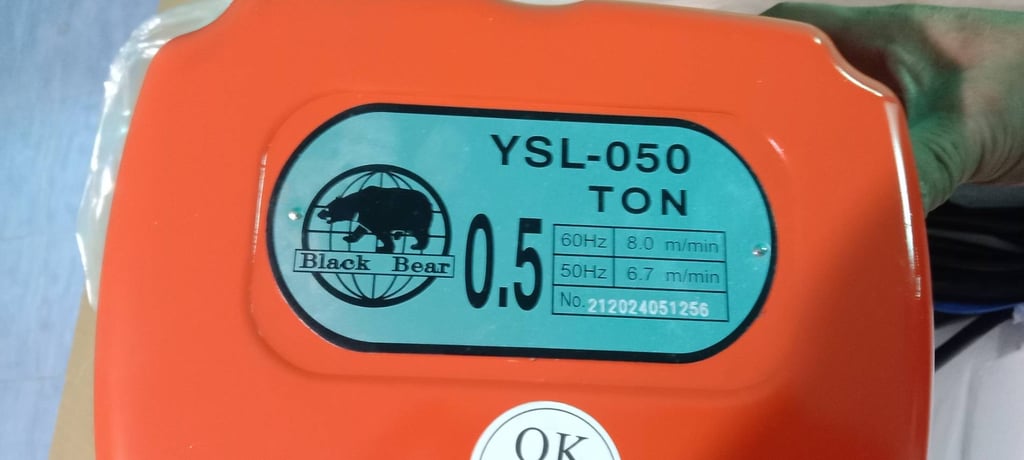 YSL-050
TON
0.5
Black Bear
60Hz 8.0 m/min
50Hz 6.7 m/min
No. 212024051256
OK